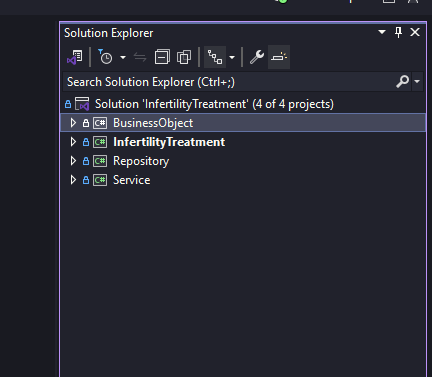 Solution Explorer
Search Solution Explorer (Ctrl+;)
Solution 'InfertilityTreatment' (4 of 4 projects)
C# BusinessObject
C# InfertilityTreatment
C# Repository
C# Service